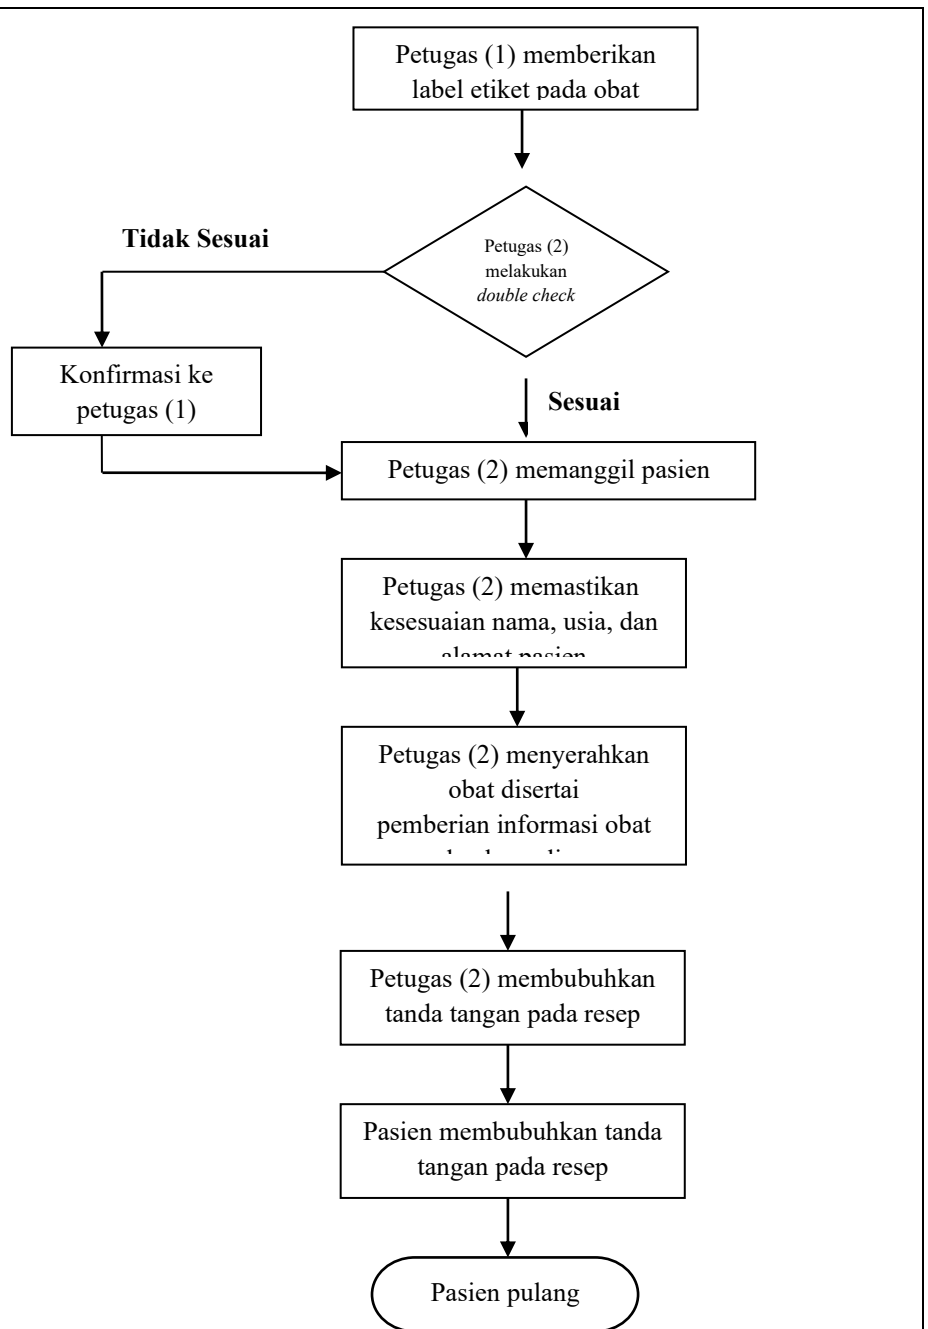 Petugas (1) memberikan
label etiket pada obat
Tidak Sesuai
Petugas (2)
melakukan
double check
Konfirmasi ke
petugas (1)
Sesuai
Petugas (2) memanggil pasien
Petugas (2) memastikan
kesesuaian nama, usia, dan
alamat pasien
Petugas (2) menyerahkan
obat disertai
pemberian informasi obat
Petugas (2) membubuhkan
tanda tangan pada resep
Pasien membubuhkan tanda
tangan pada resep
Pasien pulang